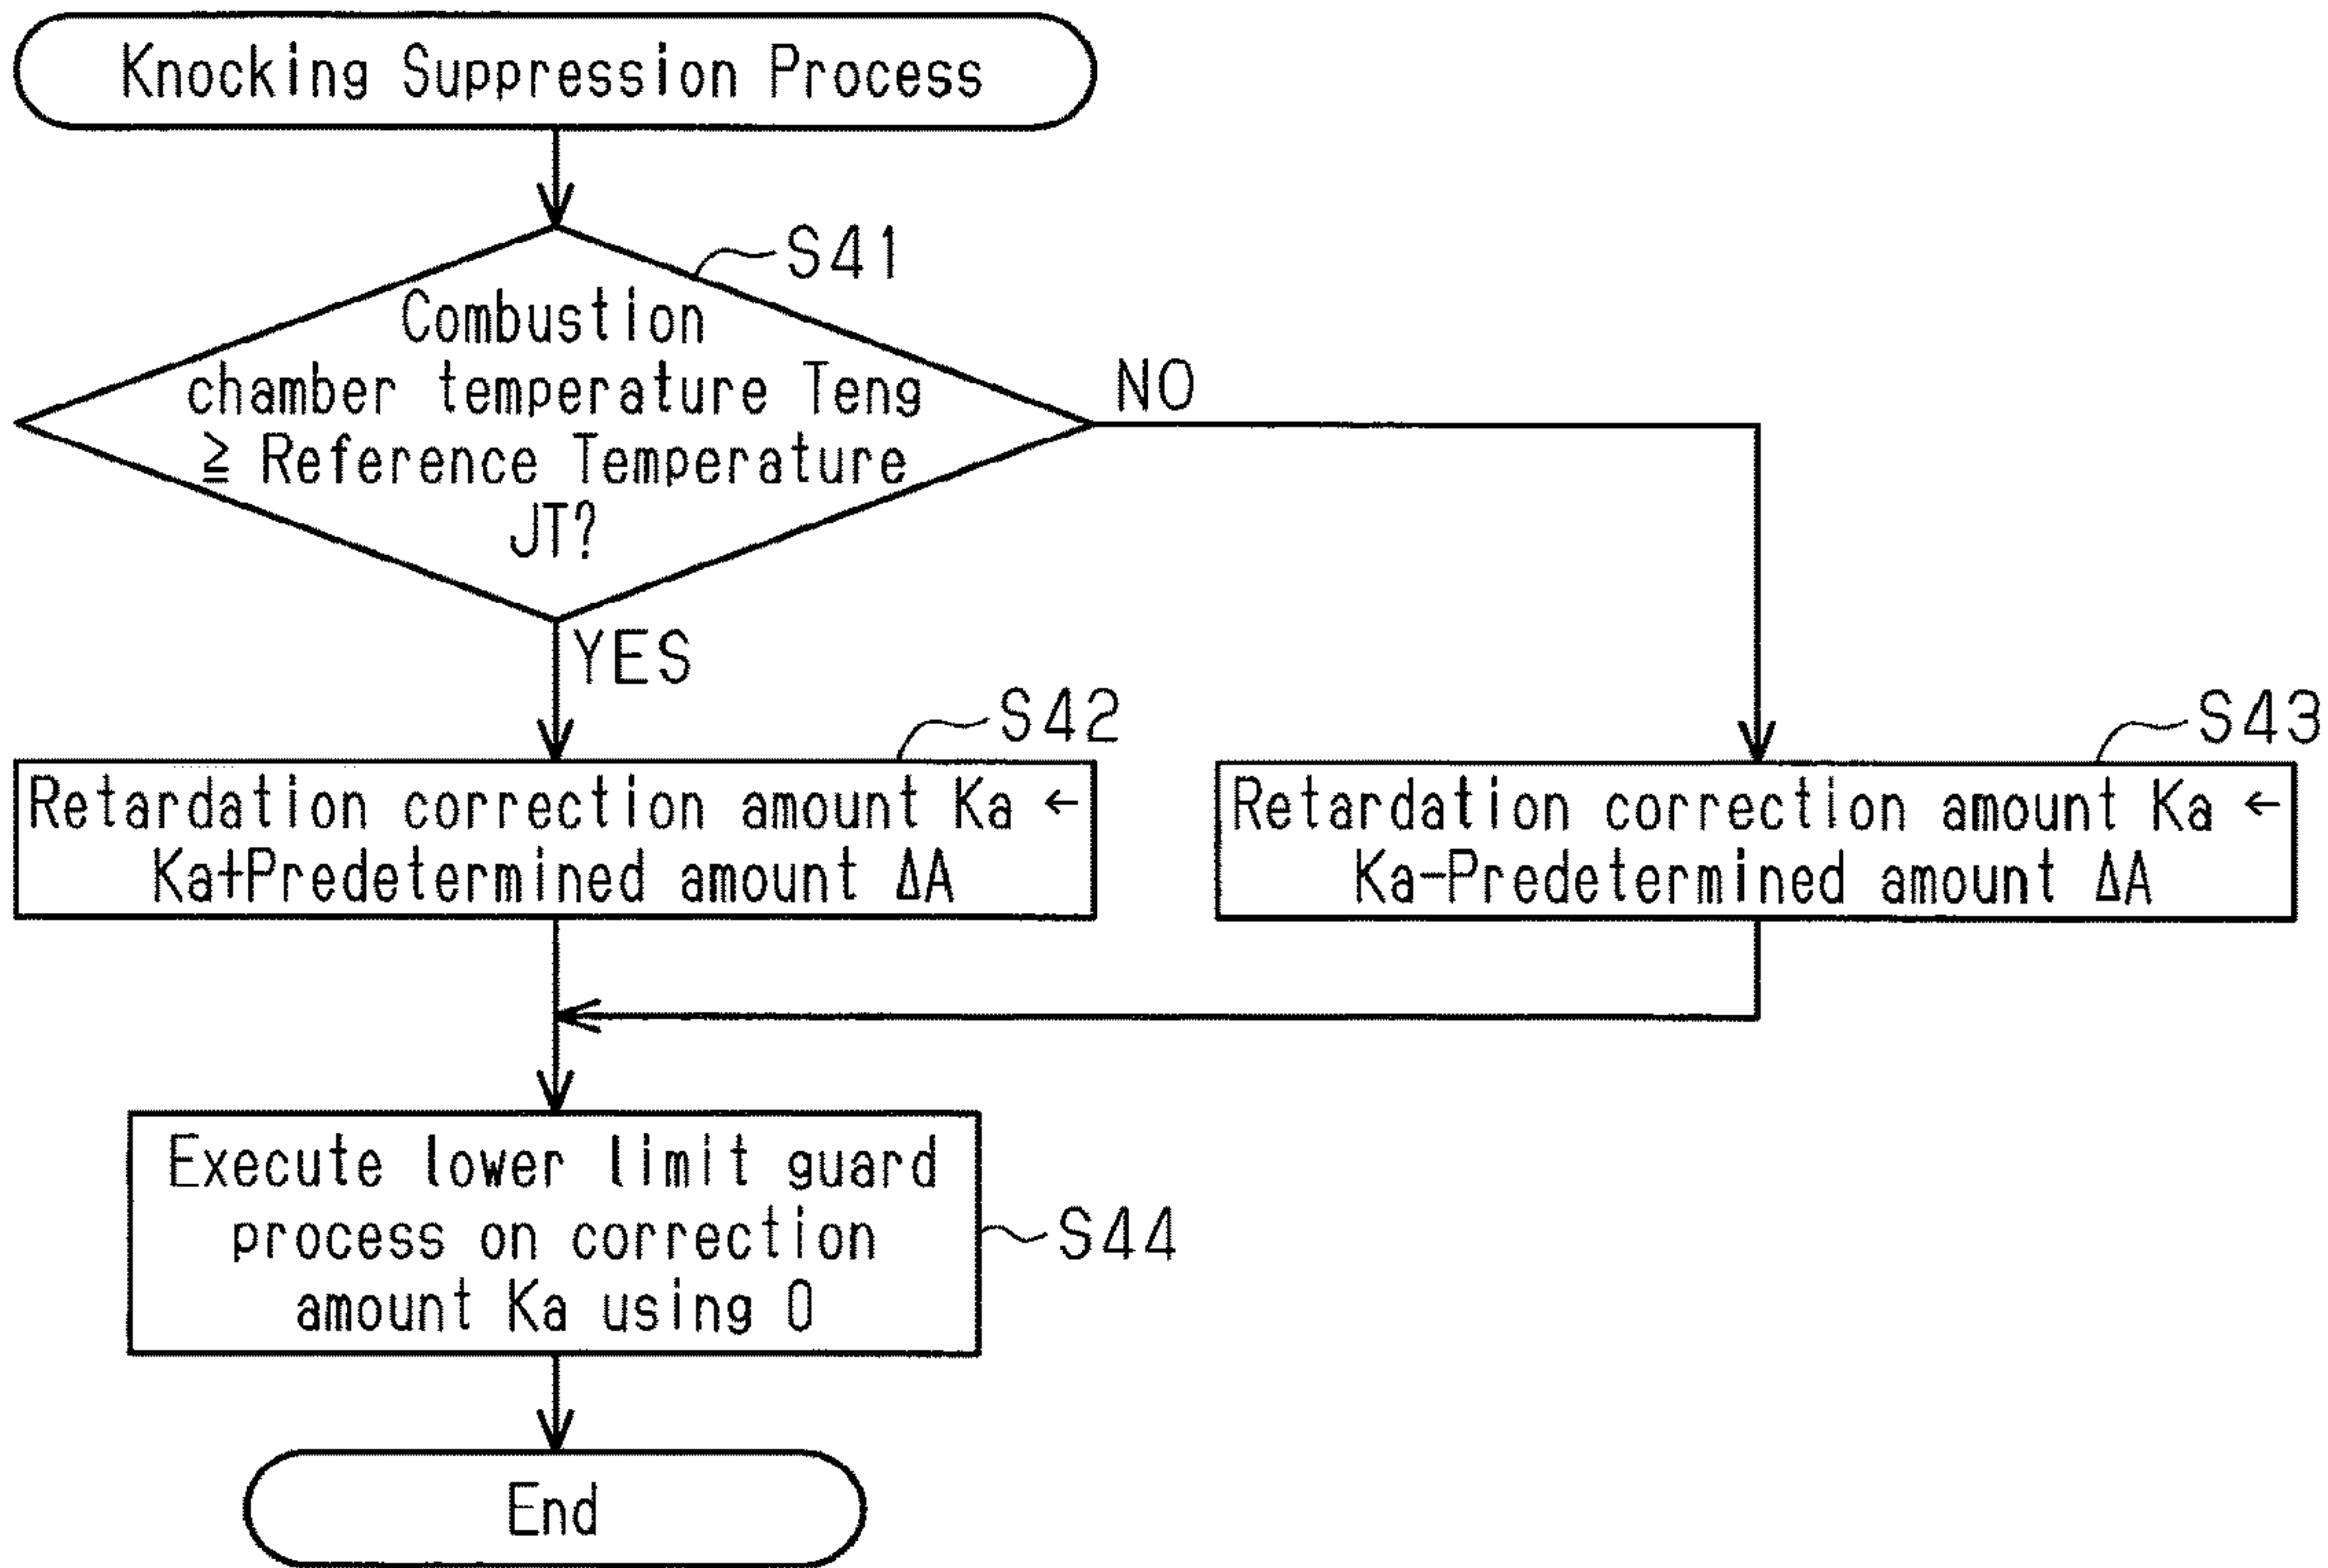 Knocking Suppression Process
S41
Combustion
chamber temperature Teng
≧ Reference Temperature
JT?
NO
YES
S42
Retardation correction amount Ka ←
Ka+Predetermined amount ΔA
S43
Retardation correction amount Ka ←
Ka-Predetermined amount ΔA
Execute lower limit guard
process on correction
amount Ka using 0
S44
End